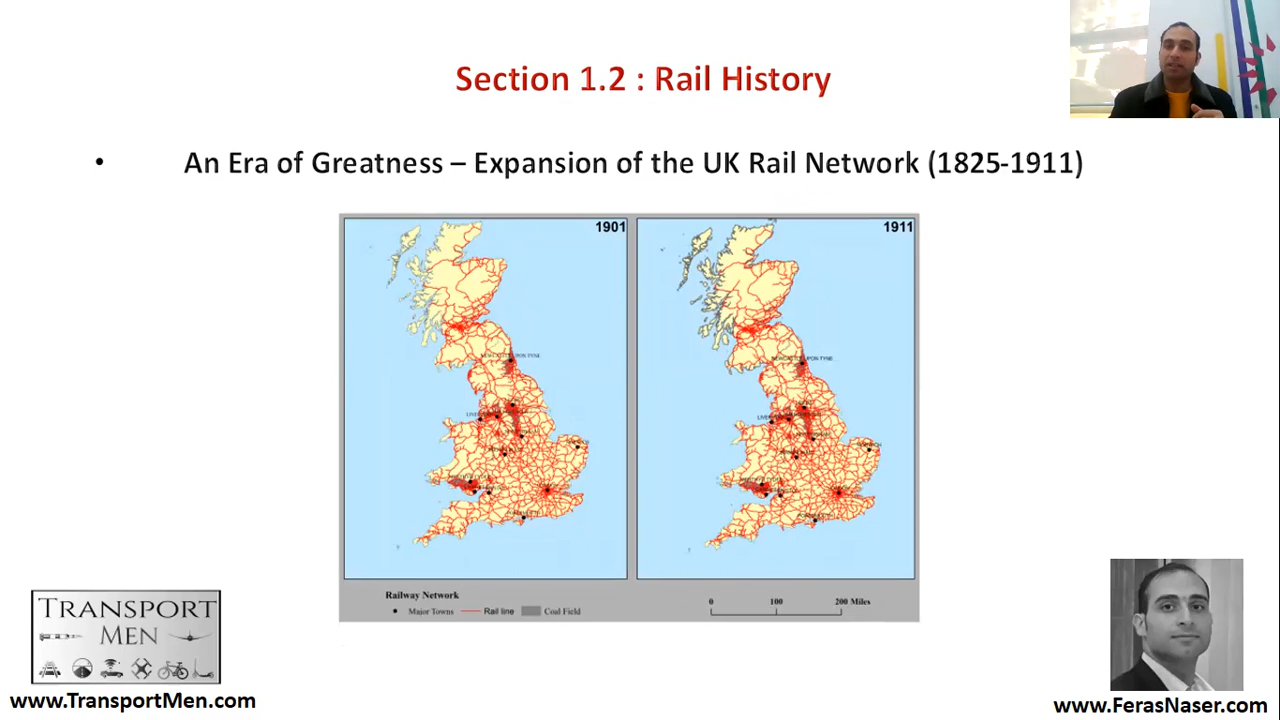 Section 1.2 : Rail History
• An Era of Greatness – Expansion of the UK Rail Network (1825-1911)
1901
1911
Railway Network
Major Towns
Rail line
Coal Field
0 100 200 Miles
TRANSPORT
MEN
www.TransportMen.com
www.FerasNaser.com